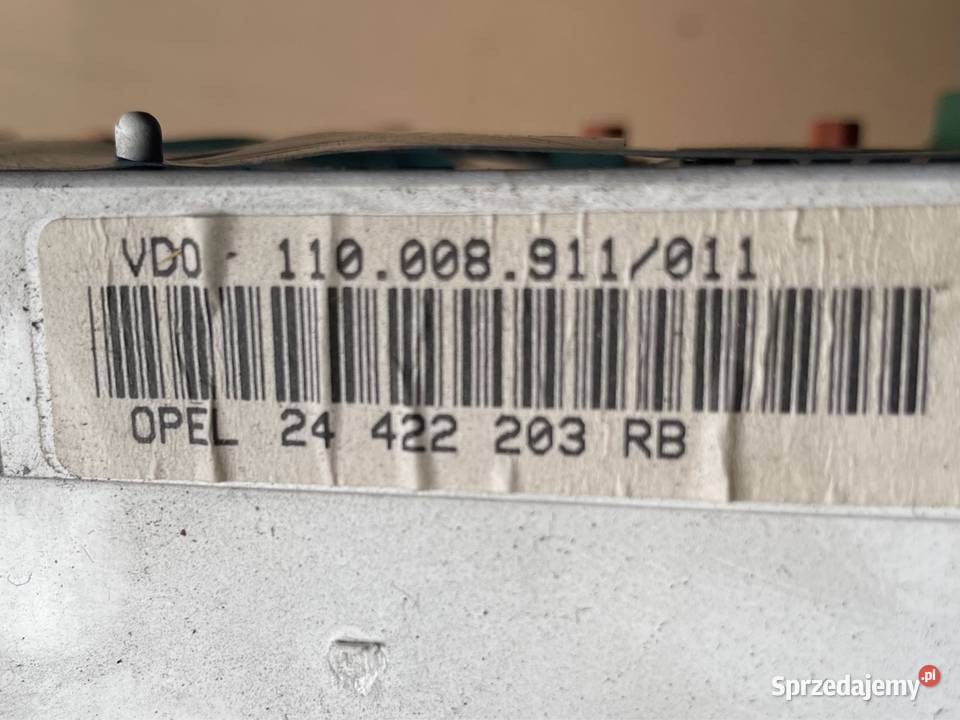 VDO - 110.008.911/011
OPEL 24 422 203 RB
Sprzedajemy.pl